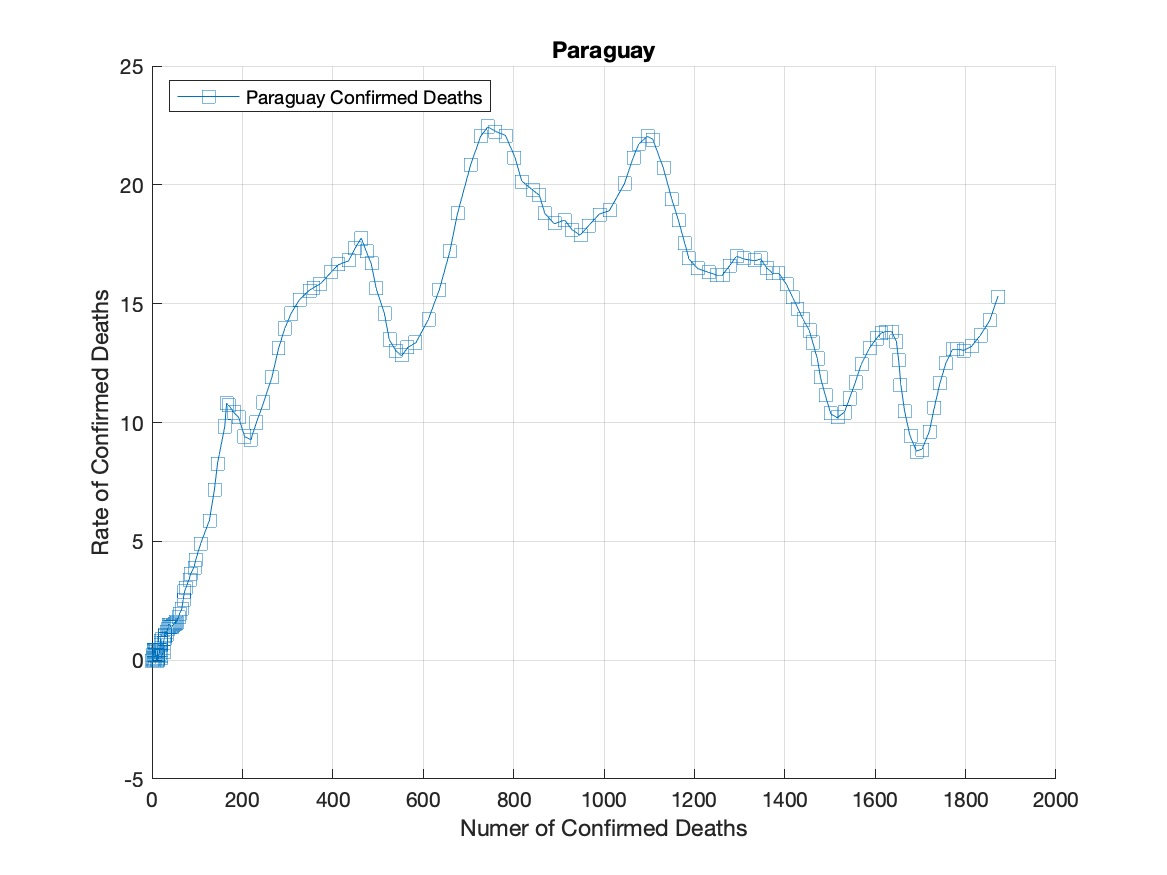 Paraguay
Paraguay Confirmed Deaths
25
20
15
10
5
0
-5
Rate of Confirmed Deaths
0 200 400 600 800 1000 1200 1400 1600 1800 2000
Numer of Confirmed Deaths